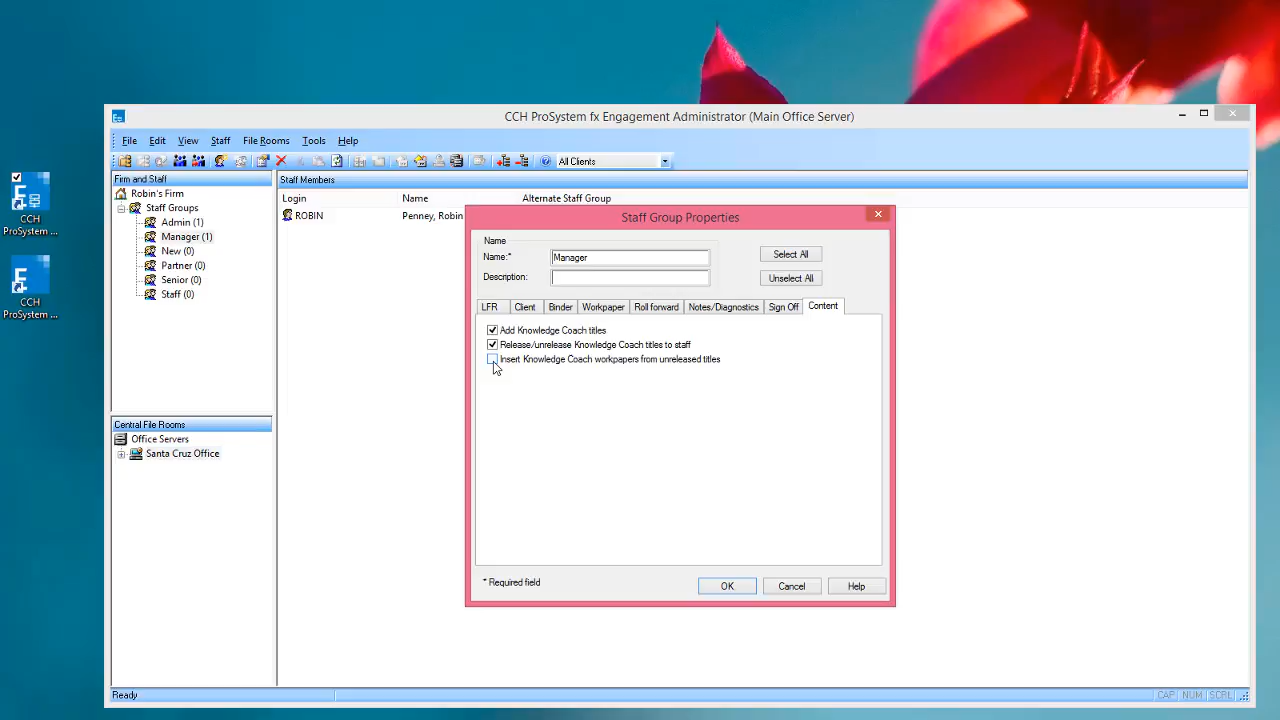 CCH
ProSystem ...
CCH
ProSystem ...
CCH ProSystem fx Engagement Administrator (Main Office Server)
File Edit View Staff File Rooms Tools Help
All Clients
Firm and Staff
Robin's Firm
Staff Groups
Admin (1)
Manager (1)
New (0)
Partner (0)
Senior (0)
Staff (0)
Central File Rooms
Office Servers
Santa Cruz Office
Staff Members
Login Name Alternate Staff Group
ROBIN Penney, Robin
Staff Group Properties
Name
Name:* Manager Select All
Description: Unselect All
LFR Client Binder Workpaper Roll forward Notes/Diagnostics Sign Off Content
Add Knowledge Coach titles
Release/unrelease Knowledge Coach titles to staff
Insert Knowledge Coach workpapers from unreleased titles
* Required field
OK Cancel Help
Ready CAP NUM SCRL